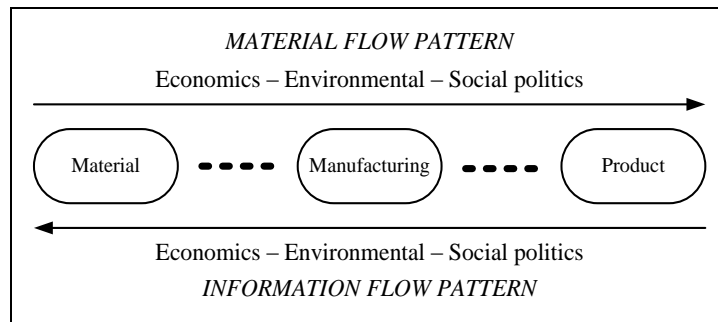 MATERIAL FLOW PATTERN
Economics – Environmental – Social politics
Material
Manufacturing
Product
Economics – Environmental – Social politics
INFORMATION FLOW PATTERN